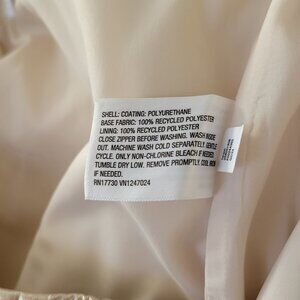 SHELL: COATING: POLYURETHANE
BASE FABRIC: 100% RECYCLED POLYESTER
LINING: 100% RECYCLED POLYESTER
CLOSE ZIPPER BEFORE WASHING. WASH INSIDE
OUT. MACHINE WASH COLD SEPARATELY, GENTLE
CYCLE. ONLY NON-CHLORINE BLEACH IF NEEDED.
TUMBLE DRY LOW. REMOVE PROMPTLY. COOL IRON
IF NEEDED.
RN17730 VN1247024